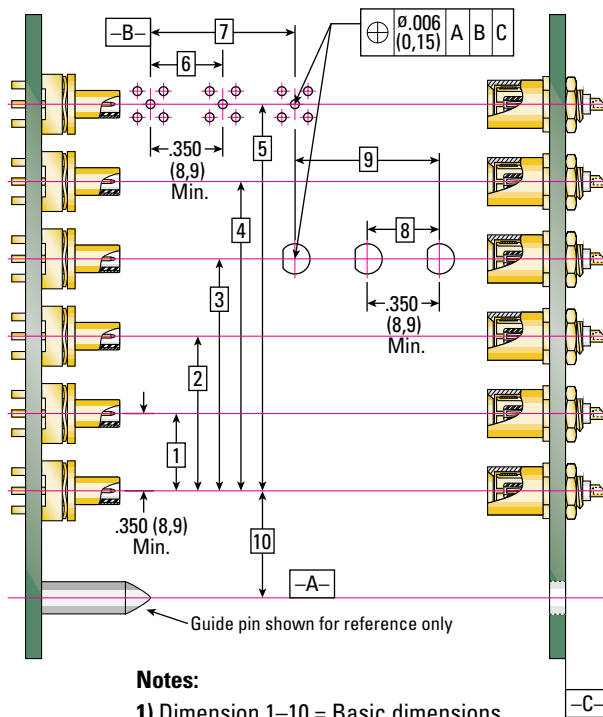 –B–
7
ø.006
(0,15)
A
B
C
6
.350
(8,9)
Min.
5
9
4
8
3
.350
(8,9)
Min.
2
1
.350 (8,9)
Min.
10
–A–
Guide pin shown for reference only
Notes:
–C–
1) Dimension 1–10 = Basic dimensions